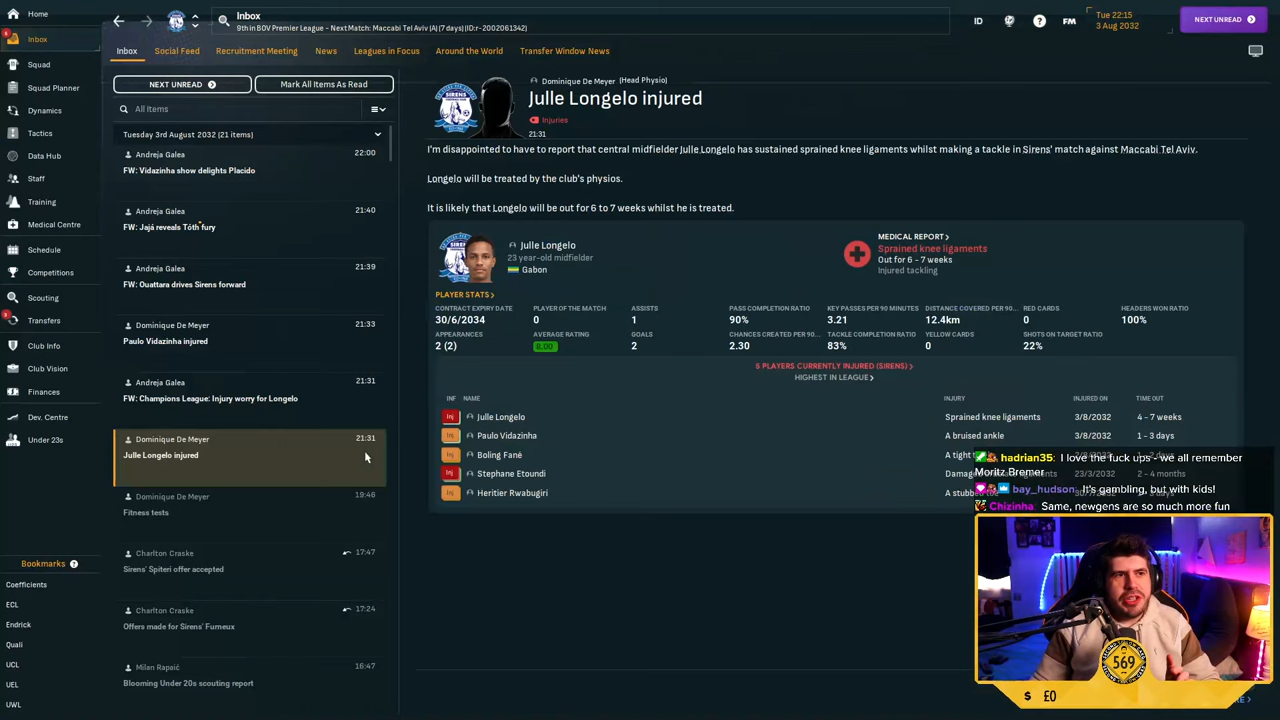 Home
Inbox
Squad
Squad Planner
Dynamics
Tactics
Data Hub
Staff
Training
Medical Centre
Schedule
Competitions
Scouting
Transfers
Club Info
Club Vision
Finances
Dev. Centre
Under 23s
Bookmarks
Coefficients
ECL
Endrick
Quali
UCL
UEL
UWL
Inbox
9th in BOV Premier League - Next Match: Maccabi Tel Aviv (A) (7 days) (ID:r-2002061342)
ID
FM
Tue 22:15
3 Aug 2032
NEXT UNREAD
Inbox
Social Feed
Recruitment Meeting
News
Leagues in Focus
Around the World
Transfer Window News
NEXT UNREAD
Mark All Items As Read
All Items
Tuesday 3rd August 2032 (21 items)
Andreja Galea 22:00
FW: Vidazinha show delights Placido
Andreja Galea 21:40
FW: Jajá reveals Tóth fury
Andreja Galea 21:39
FW: Ouattara drives Sirens forward
Dominique De Meyer 21:33
Paulo Vidazinha injured
Andreja Galea 21:31
FW: Champions League: Injury worry for Longelo
Dominique De Meyer 21:31
Julle Longelo injured
Dominique De Meyer 19:46
Fitness tests
Charlton Craske 17:47
Sirens' Spiteri offer accepted
Charlton Craske 17:24
Offers made for Sirens' Furneux
Milan Rapaić 16:47
Blooming Under 20s scouting report
Dominique De Meyer (Head Physio)
Julle Longelo injured
Injuries
21:31
I'm disappointed to have to report that central midfielder Julle Longelo has sustained sprained knee ligaments whilst making a tackle in Sirens' match against Maccabi Tel Aviv.
Longelo will be treated by the club's physios.
It is likely that Longelo will be out for 6 to 7 weeks whilst he is treated.
Julle Longelo
23 year-old midfielder
Gabon
MEDICAL REPORT
Sprained knee ligaments
Out for 6 - 7 weeks
Injured tackling
PLAYER STATS
CONTRACT EXPIRY DATE PLAYER OF THE MATCH ASSISTS PASS COMPLETION RATIO KEY PASSES PER 90 MINUTES DISTANCE COVERED PER 90... RED CARDS HEADERS WON RATIO
30/6/2034 0 1 90% 3.21 12.4km 0 100%
APPEARANCES AVERAGE RATING GOALS CHANCES CREATED PER 90... TACKLE COMPLETION RATIO YELLOW CARDS SHOTS ON TARGET RATIO
2 (2) 8.00 2 2.30 83% 0 22%
5 PLAYERS CURRENTLY INJURED (SIRENS)
HIGHEST IN LEAGUE
INF NAME INJURY INJURED ON TIME OUT
Inj Julle Longelo Sprained knee ligaments 3/8/2032 4 - 7 weeks
Inj Paulo Vidazinha A bruised ankle 3/8/2032 1 - 3 days
Inj Boling Fané A tight
Inj Stephane Etoundi 23/3/2032 2 - 4 months
Inj Heritier Rwabugiri A stubbed
hadrian35: I love the fuck ups - we all remember
Moritz Bremer
bay_hudson: It's gambling, but with kids!
Chizinha: Same, newgens are so much more fun
569
$ £0